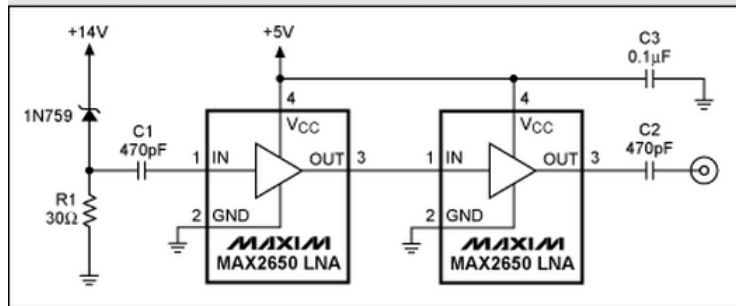 +14V
+5V
C3
0.1µF
1N759
C1
470pF
4
VCC
4
VCC
C2
470pF
1
IN
OUT
3
1
IN
OUT
3
R1
30Ω
2
GND
2
GND
MAXIM
MAX2650 LNA
MAXIM
MAX2650 LNA